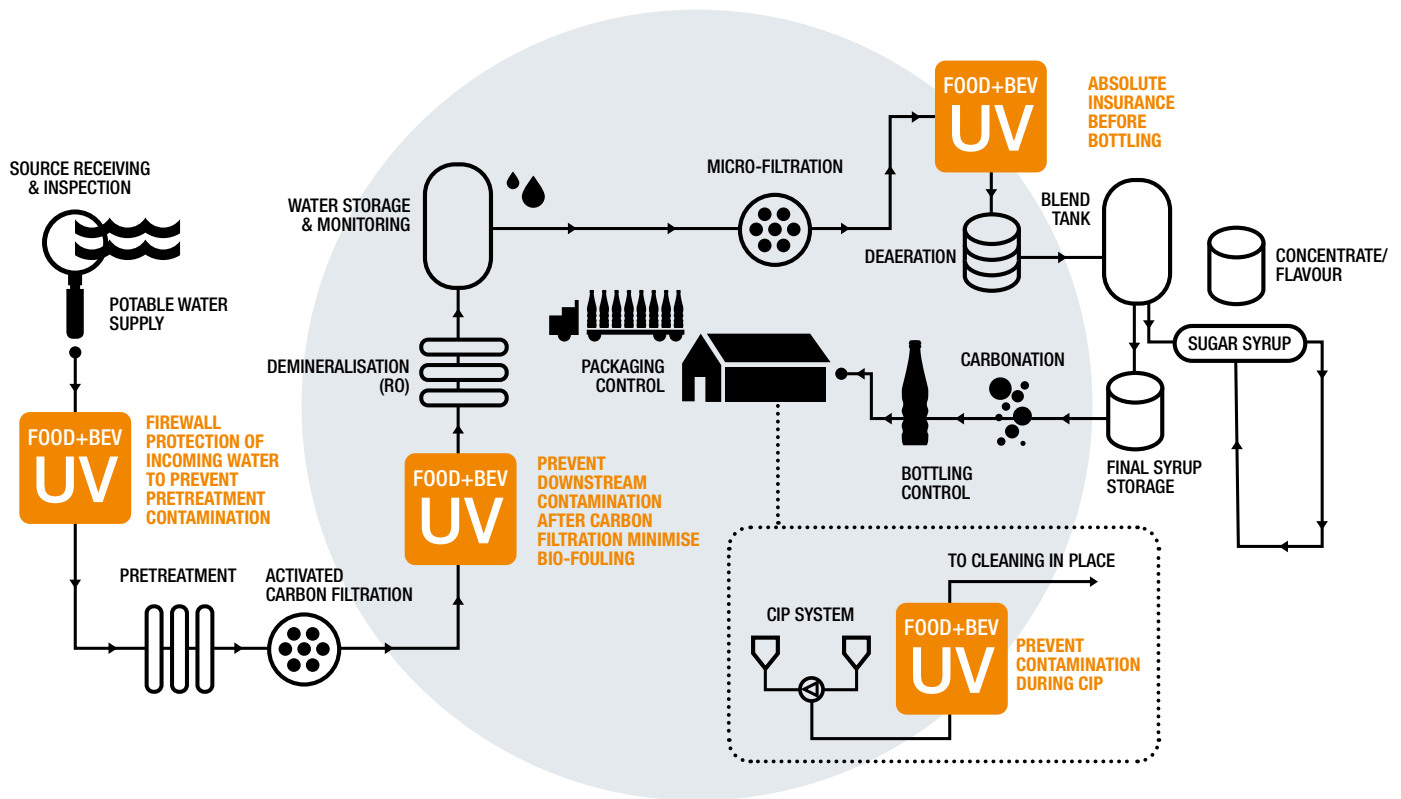 SOURCE RECEIVING
& INSPECTION
POTABLE WATER
SUPPLY
FOOD+BEV
UV
FIREWALL
PROTECTION OF
INCOMING WATER
TO PREVENT
PRETREATMENT
CONTAMINATION
PRETREATMENT
ACTIVATED
CARBON FILTRATION
FOOD+BEV
UV
PREVENT
DOWNSTREAM
CONTAMINATION
AFTER CARBON
FILTRATION MINIMISE
BIO-FOULING
DEMINERALISATION
(RO)
WATER STORAGE
& MONITORING
MICRO-FILTRATION
FOOD+BEV
UV
ABSOLUTE
INSURANCE
BEFORE
BOTTLING
DEAERATION
BLEND
TANK
CONCENTRATE/
FLAVOUR
SUGAR SYRUP
FINAL SYRUP
STORAGE
CARBONATION
BOTTLING
CONTROL
PACKAGING
CONTROL
CIP SYSTEM
FOOD+BEV
UV
TO CLEANING IN PLACE
PREVENT
CONTAMINATION
DURING CIP